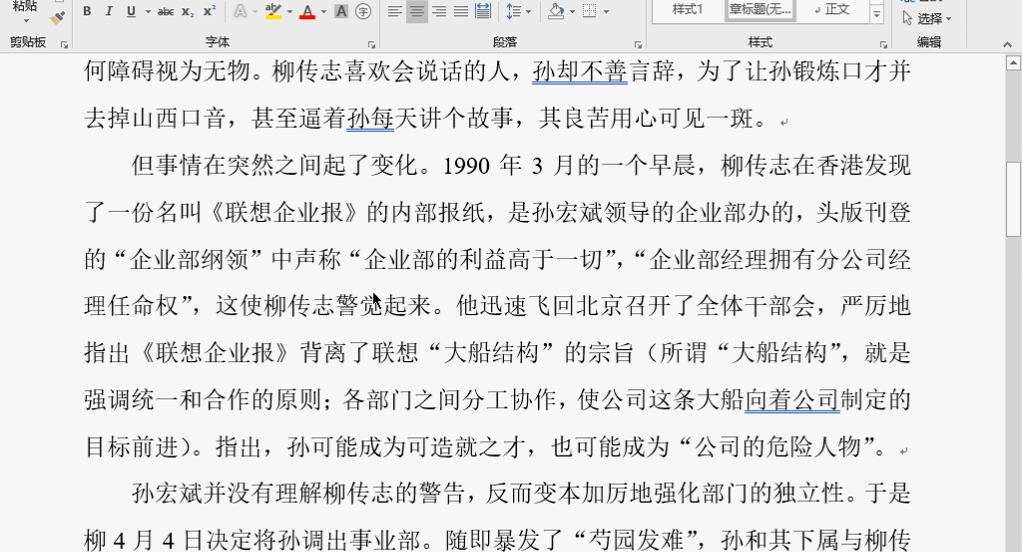 粘贴
B I U abc x₂ x² A ab A A 字
样式1 章标题(无... 正文
选择
剪贴板 字体 段落 样式 编辑
何障碍视为无物。柳传志喜欢会说话的人，孙却不善言辞，为了让孙锻炼口才并
去掉山西口音，甚至逼着孙每天讲个故事，其良苦用心可见一斑。
但事情在突然之间起了变化。1990 年 3 月的一个早晨，柳传志在香港发现
了一份名叫《联想企业报》的内部报纸，是孙宏斌领导的企业部办的，头版刊登
的“企业部纲领”中声称“企业部的利益高于一切”，“企业部经理拥有分公司经
理任命权”，这使柳传志警觉起来。他迅速飞回北京召开了全体干部会，严厉地
指出《联想企业报》背离了联想“大船结构”的宗旨（所谓“大船结构”，就是
强调统一和合作的原则；各部门之间分工协作，使公司这条大船向着公司制定的
目标前进）。指出，孙可能成为可造就之才，也可能成为“公司的危险人物”。
孙宏斌并没有理解柳传志的警告，反而变本加厉地强化部门的独立性。于是
柳 4 月 4 日决定将孙调出事业部。随即暴发了“芍园发难”，孙和其下属与柳传